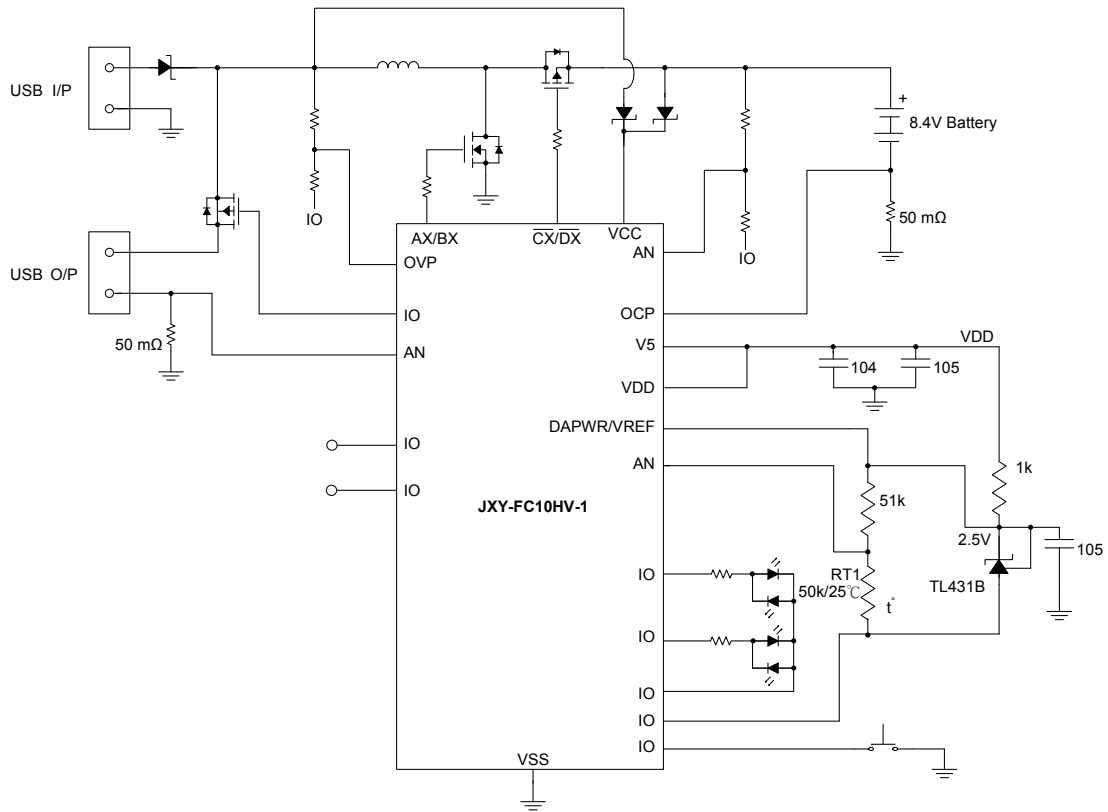 USB I/P
+
8.4V Battery
IO
AX/BX
CX/DX
VCC
50 mΩ
AN
IO
OVP
USB O/P
OCP
IO
50 mΩ
AN
V5
VDD
104
105
VDD
DAPWR/VREF
IO
AN
1k
IO
51k
JXY-FC10HV-1
2.5V
105
IO
RT1
50k/25℃
t°
TL431B
IO
IO
IO
IO
VSS